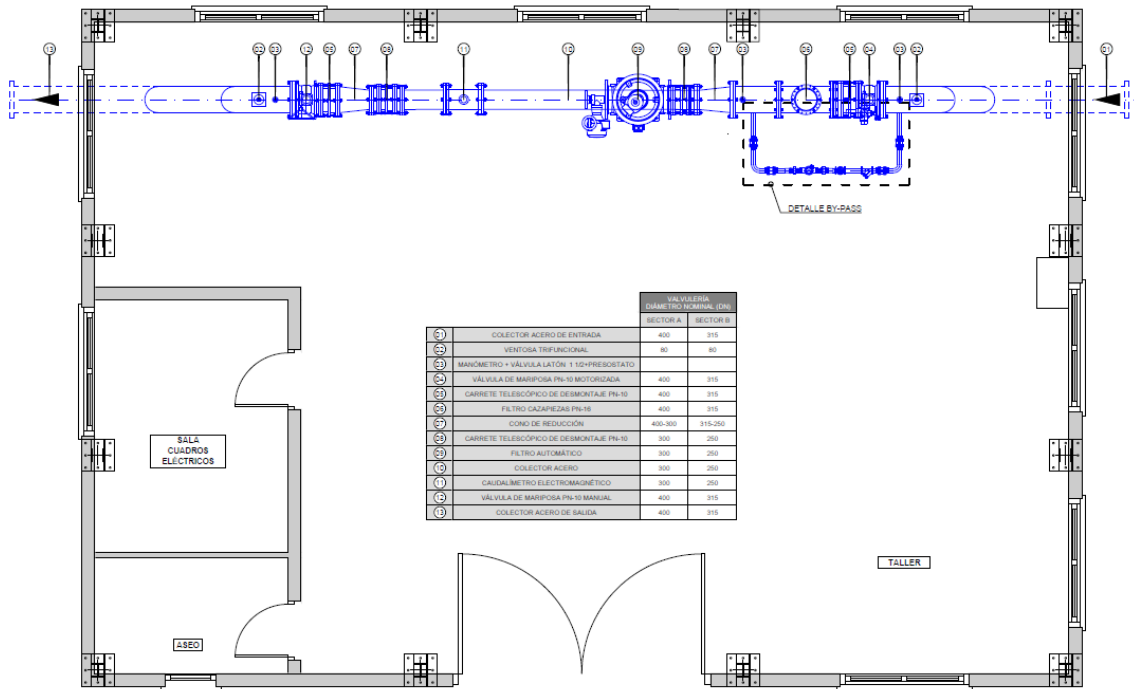 13 02 03 12 05 07 08 11 10 09 08 07 03 06 05 04 03 02 01
DETALLE BY-PASS
VALVULERÍA
DIÁMETRO NOMINAL (DN)
SECTOR A SECTOR B
01 COLECTOR ACERO DE ENTRADA 400 315
02 VENTOSA TRIFUNCIONAL 80 80
03 MANÓMETRO + VÁLVULA LATÓN 1 1/2+PRESOSTATO
04 VÁLVULA DE MARIPOSA PN-10 MOTORIZADA 400 315
05 CARRETE TELESCÓPICO DE DESMONTAJE PN-10 400 315
06 FILTRO CAZAPIEZAS PN-16 400 315
07 CONO DE REDUCCIÓN 400-300 315-250
08 CARRETE TELESCÓPICO DE DESMONTAJE PN-10 300 250
09 FILTRO AUTOMÁTICO 300 250
10 COLECTOR ACERO 300 250
11 CAUDALÍMETRO ELECTROMAGNÉTICO 300 250
12 VÁLVULA DE MARIPOSA PN-10 MANUAL 400 315
13 COLECTOR ACERO DE SALIDA 400 315
SALA
CUADROS
ELÉCTRICOS
TALLER
ASEO